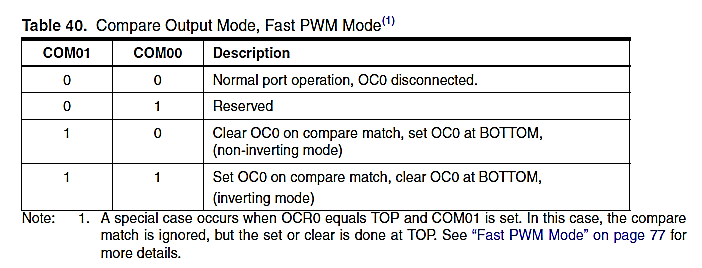 Table 40. Compare Output Mode, Fast PWM Mode(1)
COM01 COM00 Description
0 0 Normal port operation, OC0 disconnected.
0 1 Reserved
1 0 Clear OC0 on compare match, set OC0 at BOTTOM,
(non-inverting mode)
1 1 Set OC0 on compare match, clear OC0 at BOTTOM,
(inverting mode)
Note: 1. A special case occurs when OCR0 equals TOP and COM01 is set. In this case, the compare
match is ignored, but the set or clear is done at TOP. See “Fast PWM Mode” on page 77 for
more details.